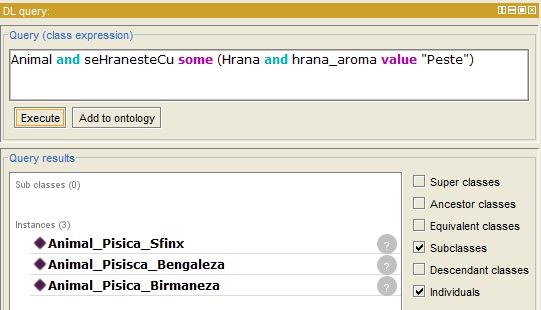 DL query:
Query (class expression)
Animal and seHranesteCu some (Hrana and hrana_aroma value "Peste")
Execute
Add to ontology
Query results
Sub classes (0)
Super classes
Ancestor classes
Equivalent classes
Subclasses
Descendant classes
Individuals
Instances (3)
Animal_Pisica_Sfinx
?
Animal_Pisisca_Bengaleza
?
Animal_Pisica_Birmaneza
?